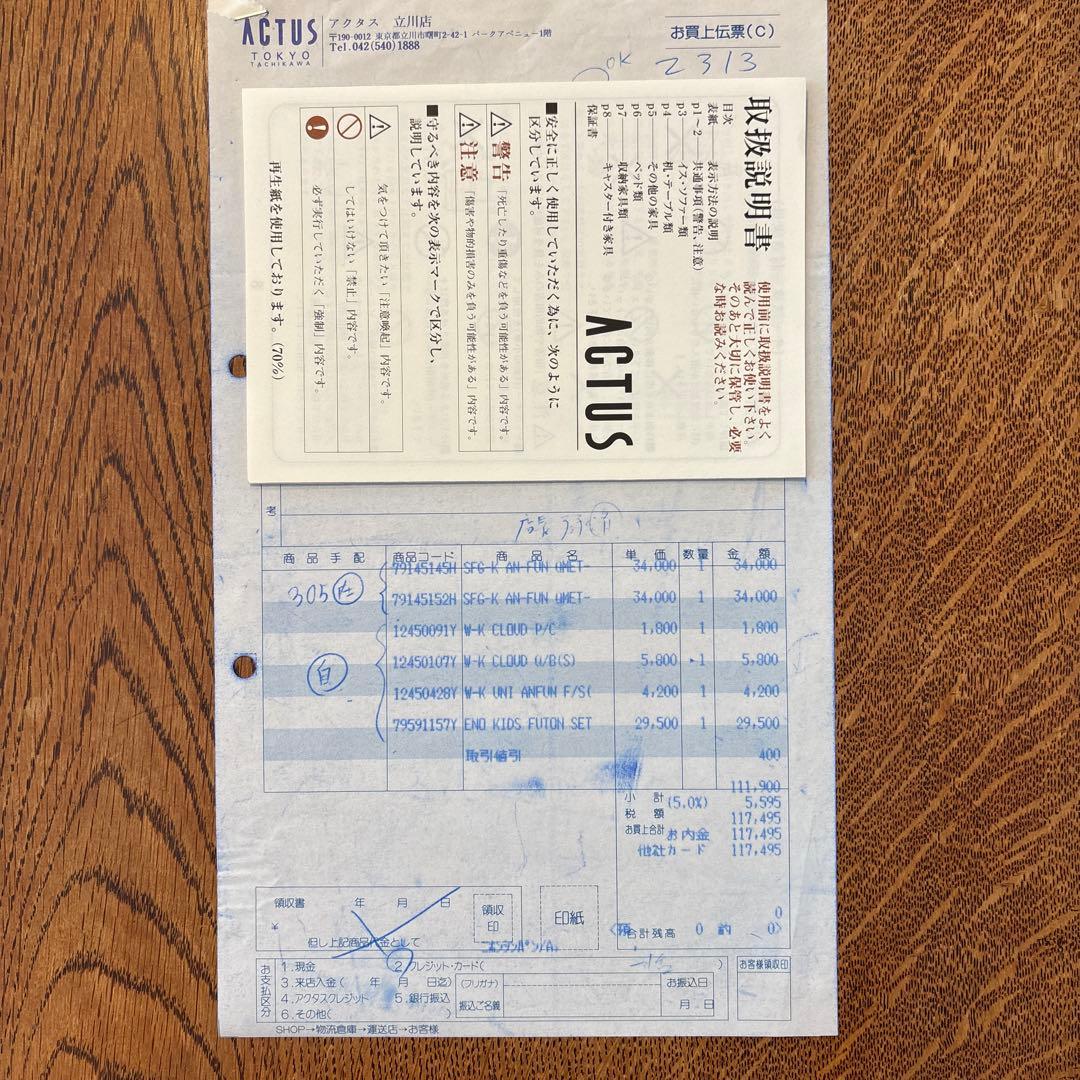 ACTUS
TOKYO
TACHIKAWA
アクタス 立川店
〒190-0012 東京都立川市曙町2-42-1 パークアベニュー1階
Tel.042(540)1888
お買上伝票(C)
OK 2313
取扱説明書
使用前に取扱説明書をよく
読んで正しくお使い下さい。
そのあと大切に保管し、必要
な時お読みください。
目次
表紙 表示方法の説明
p1~2 共通事項(警告、注意)
p3 イス・ソファー類
p4 机・テーブル類
p5 その他の家具
p6 ベッド類
p7 収納家具類
p8 キャスター付き家具
保証書
ACTUS
■安全に正しく使用していただく為に、次のように
区分しています。
警告 「死亡したり重傷などを負う可能性がある」内容です。
注意 「傷害や物的損害のみを負う可能性がある」内容です。
■守るべき内容を次の表示マークで区分し、
説明しています。
気をつけて頂きたい「注意喚起」内容です。
してはいけない「禁止」内容です。
必ず実行していただく「強制」内容です。
再生紙を使用しております。(70%)
考
商品手配 商品コード 商品名 単価 数量 金額
305 在
79145145H SFG-K AN-FUN QMET- 34,000 1 34,000
79145152H SFG-K AN-FUN QMET- 34,000 1 34,000
12450091Y W-K CLOUD P/C 1,800 1 1,800
自
12450107Y W-K CLOUD Q/B(S) 5,800 1 5,800
12450428Y W-K UNI ANFUN F/S( 4,200 1 4,200
79591157Y ENO KIDS FUTON SET 29,500 1 29,500
取引値引 400
小計 111,900
税額 (5.0%) 5,595
お買上合計 117,495
お内金 117,495
他社カード 117,495
0
合計残高 0 0
領収書 年 月 日
¥
但し上記商品代金として
領収
印
印紙
お支払区分
1.現金 2.クレジット・カード( )
3.来店入金( 年 月 日迄)
4.アクタスクレジット 5.銀行振込
6.その他( )
(フリガナ)
振込ご名義
お振込日
月 日
お客様領収印
SHOP→物流倉庫→運送店→お客様